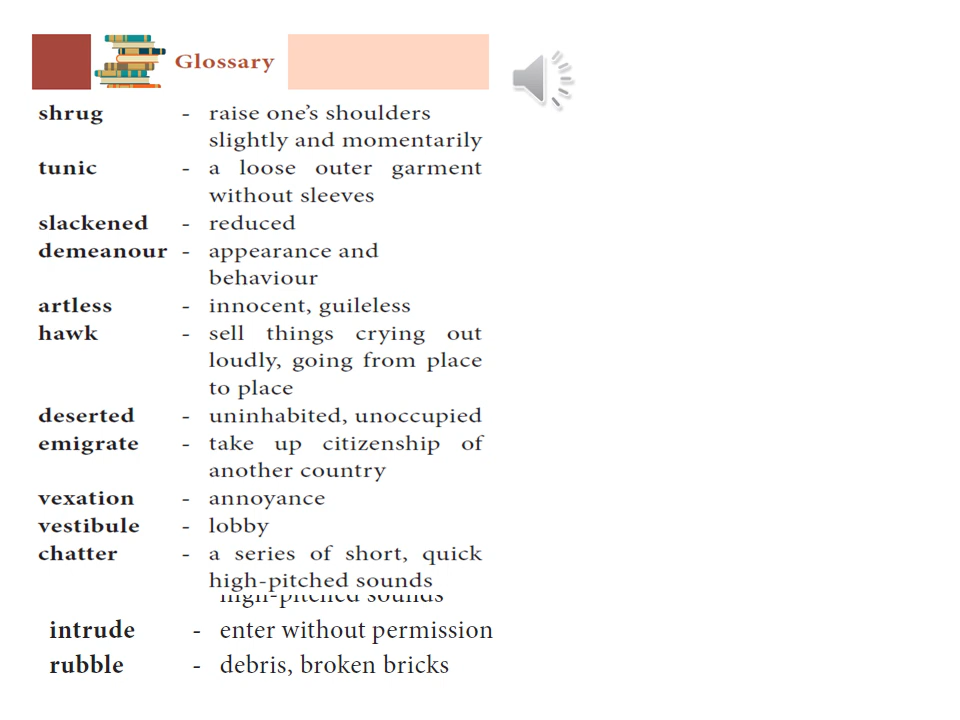 Glossary
shrug - raise one's shoulders
slightly and momentarily
tunic - a loose outer garment
without sleeves
slackened - reduced
demeanour - appearance and
behaviour
artless - innocent, guileless
hawk - sell things crying out
loudly, going from place
to place
deserted - uninhabited, unoccupied
emigrate - take up citizenship of
another country
vexation - annoyance
vestibule - lobby
chatter - a series of short, quick
high-pitched sounds
high-pitched sounds
intrude - enter without permission
rubble - debris, broken bricks